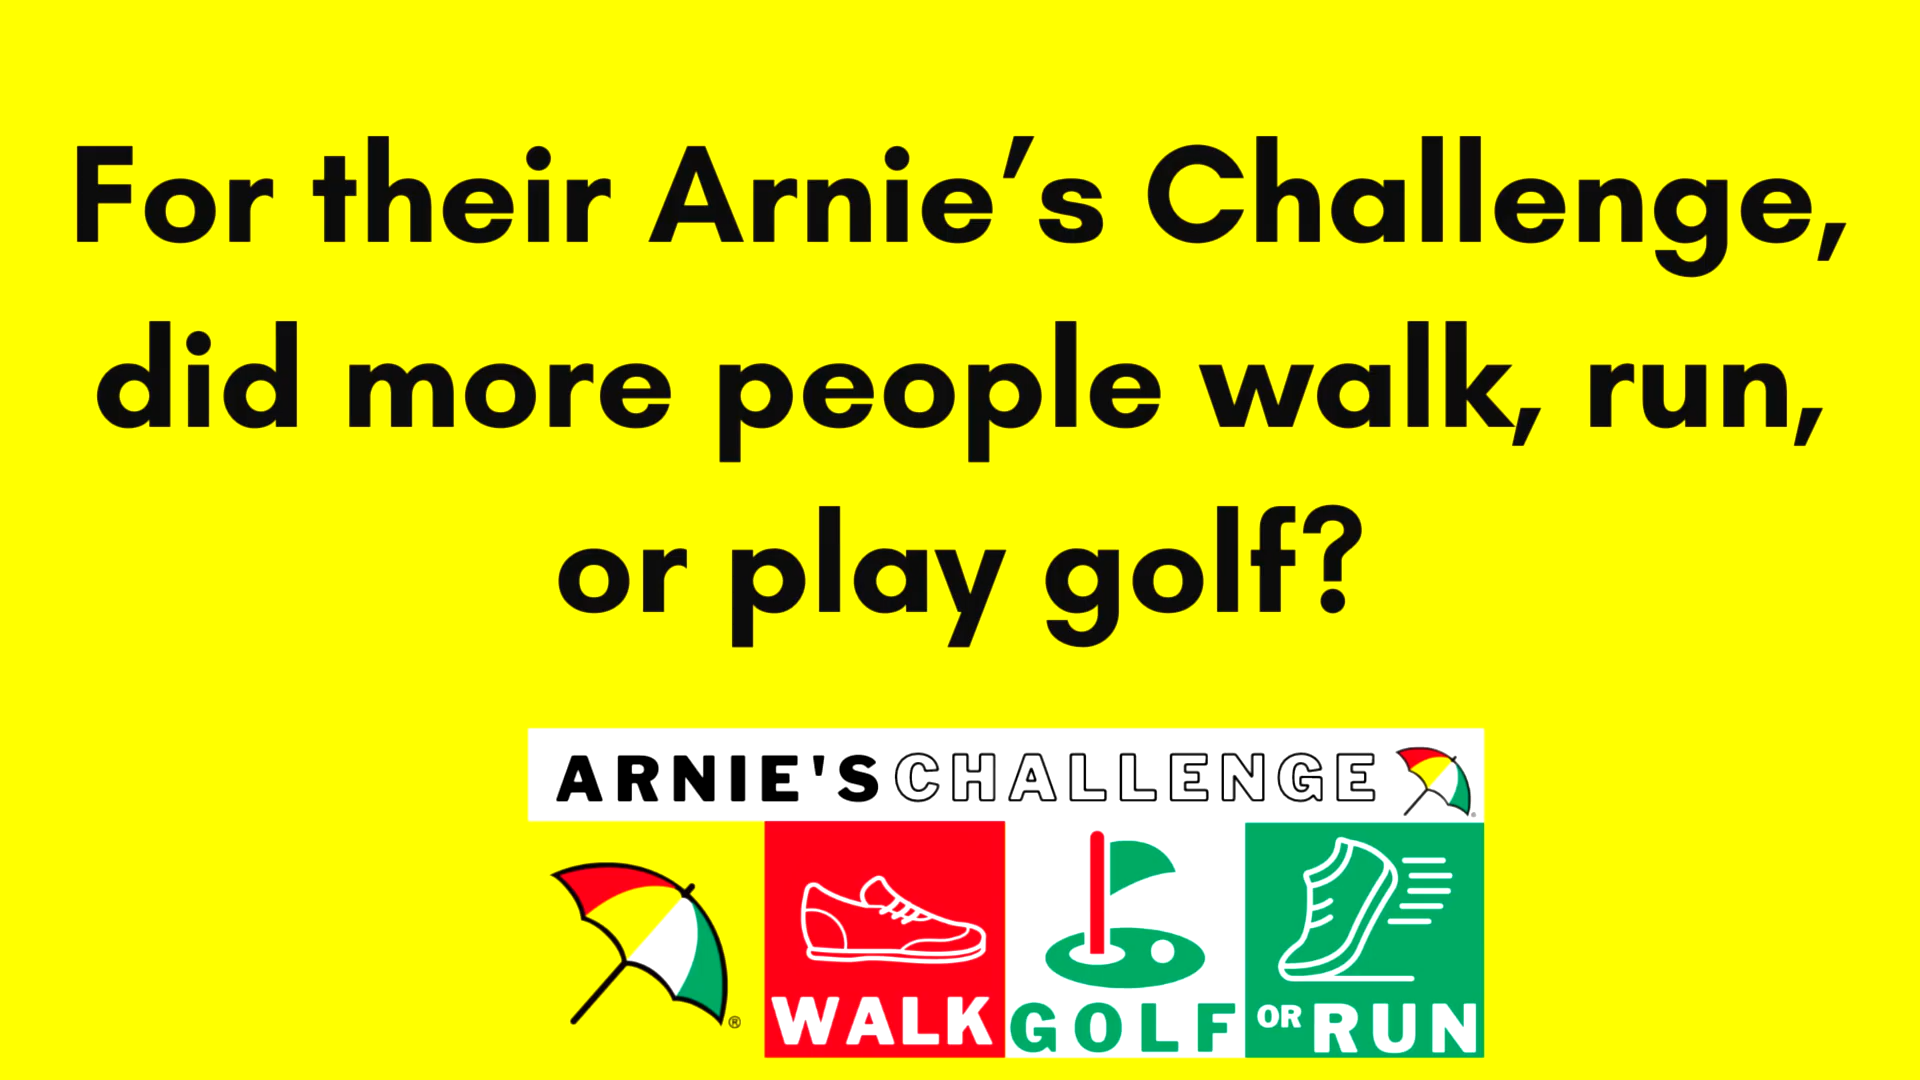 For their Arnie’s Challenge,
did more people walk, run,
or play golf?
ARNIE'S CHALLENGE
®
®
WALK GOLF OR RUN